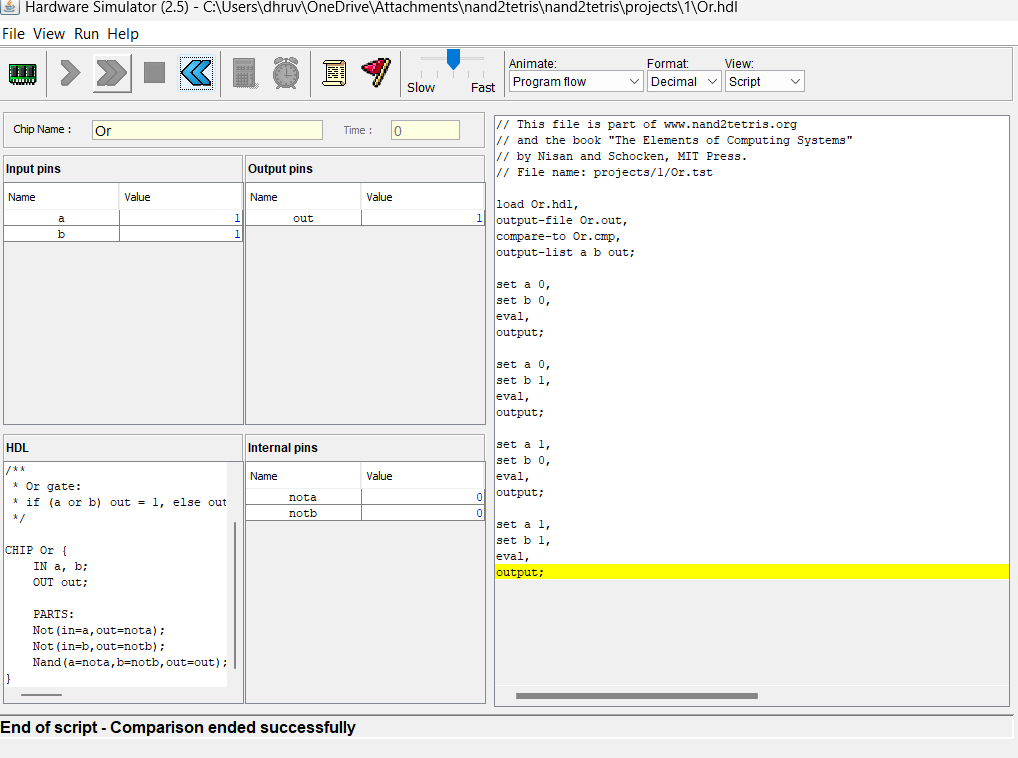 Hardware Simulator (2.5) - C:\Users\dhruv\OneDrive\Attachments\nand2tetris\nand2tetris\projects\1\Or.hdl
File View Run Help
Slow Fast
Animate: Format: View:
Program flow Decimal Script
Chip Name : Or Time : 0
Input pins
Name Value
a 1
b 1
Output pins
Name Value
out 1
HDL
/**
* Or gate:
* if (a or b) out = 1, else out
*/
CHIP Or {
IN a, b;
OUT out;
PARTS:
Not(in=a,out=nota);
Not(in=b,out=notb);
Nand(a=nota,b=notb,out=out);
}
Internal pins
Name Value
nota 0
notb 0
// This file is part of www.nand2tetris.org
// and the book "The Elements of Computing Systems"
// by Nisan and Schocken, MIT Press.
// File name: projects/1/Or.tst
load Or.hdl,
output-file Or.out,
compare-to Or.cmp,
output-list a b out;
set a 0,
set b 0,
eval,
output;
set a 0,
set b 1,
eval,
output;
set a 1,
set b 0,
eval,
output;
set a 1,
set b 1,
eval,
output;
End of script - Comparison ended successfully